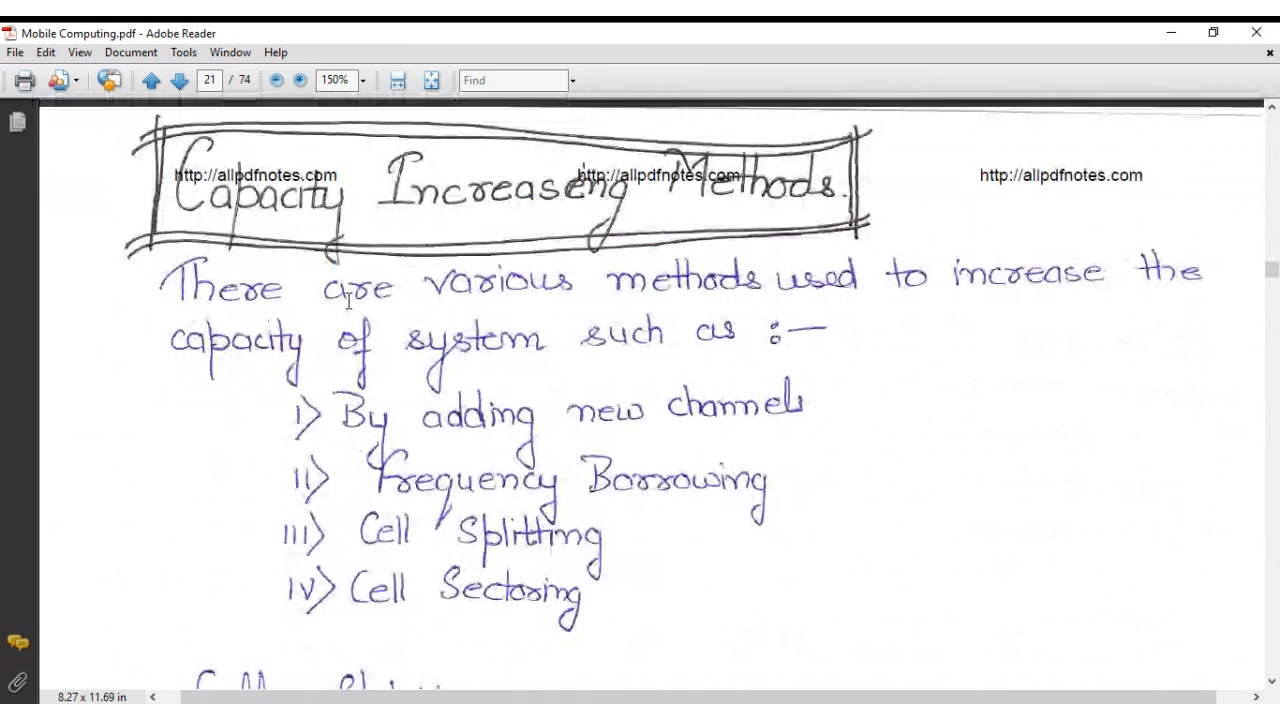 Mobile Computing.pdf - Adobe Reader
File Edit View Document Tools Window Help
21 / 74 150% Find
Capacity Increaseing Methods.
http://allpdfnotes.com http://allpdfnotes.com http://allpdfnotes.com
There are various methods used to increase the
capacity of system such as :-
i) By adding new channels
ii) Frequency Borrowing
iii) Cell Splitting
iv) Cell Sectoring
8.27 x 11.69 in